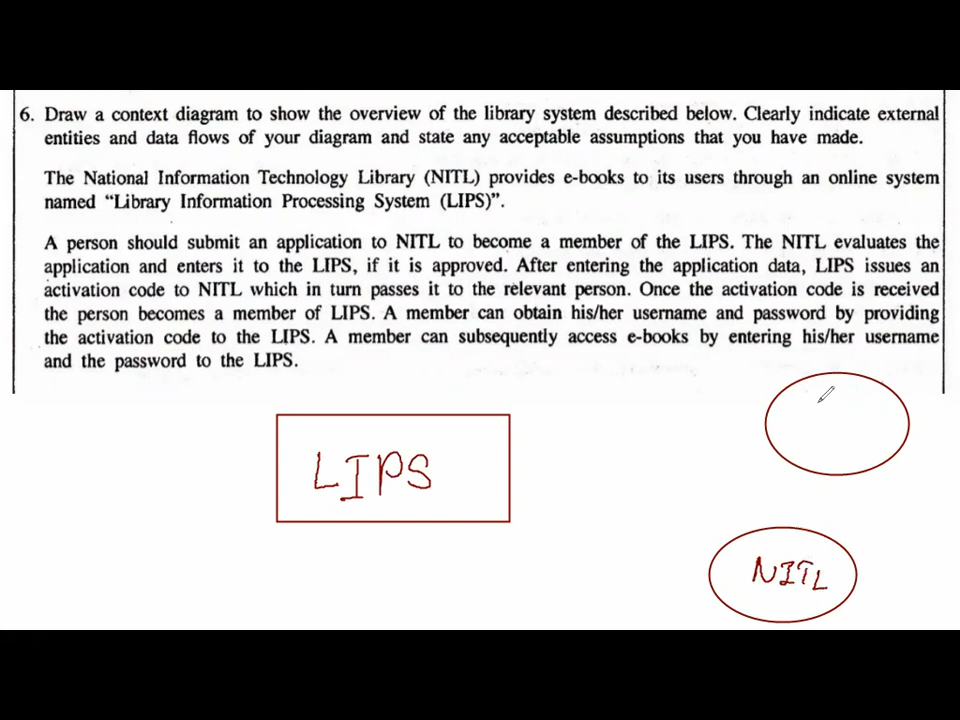 6. Draw a context diagram to show the overview of the library system described below. Clearly indicate external
entities and data flows of your diagram and state any acceptable assumptions that you have made.
The National Information Technology Library (NITL) provides e-books to its users through an online system
named “Library Information Processing System (LIPS)”.
A person should submit an application to NITL to become a member of the LIPS. The NITL evaluates the
application and enters it to the LIPS, if it is approved. After entering the application data, LIPS issues an
activation code to NITL which in turn passes it to the relevant person. Once the activation code is received
the person becomes a member of LIPS. A member can obtain his/her username and password by providing
the activation code to the LIPS. A member can subsequently access e-books by entering his/her username
and the password to the LIPS.
LIPS
NITL